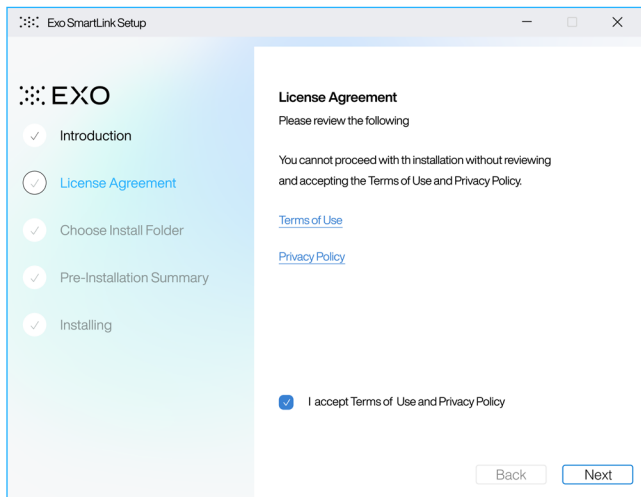 Exo SmartLink Setup
EXO
Introduction
License Agreement
Choose Install Folder
Pre-Installation Summary
Installing
License Agreement
Please review the following
You cannot proceed with th installation without reviewing
and accepting the Terms of Use and Privacy Policy.
Terms of Use
Privacy Policy
I accept Terms of Use and Privacy Policy
Back
Next